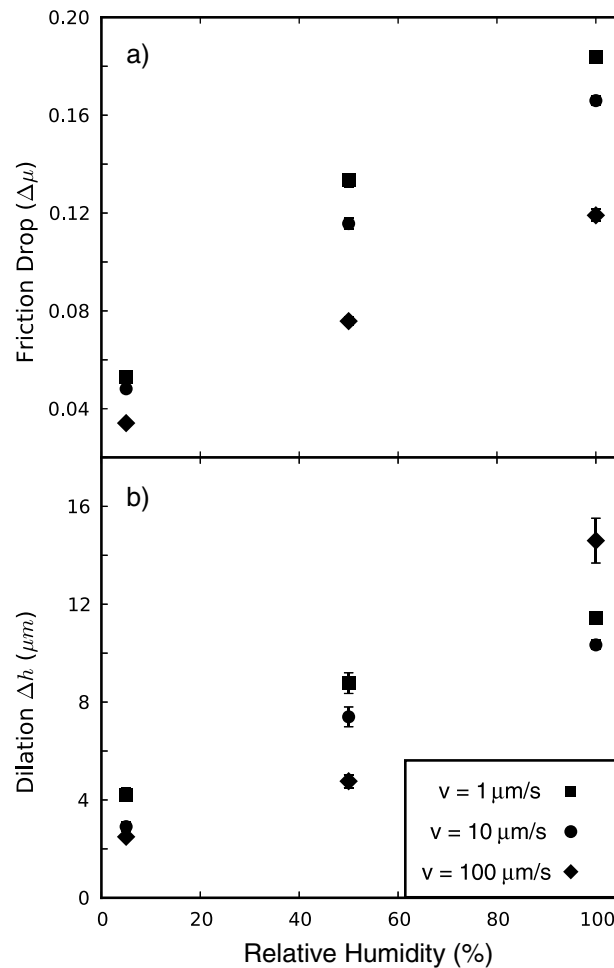 0.20
a)
0.16
0.12
0.08
0.04
Friction Drop (Δμ)
b)
16
12
8
4
0
Dilation Δh (μm)
v = 1 μm/s
v = 10 μm/s
v = 100 μm/s
0 20 40 60 80 100
Relative Humidity (%)